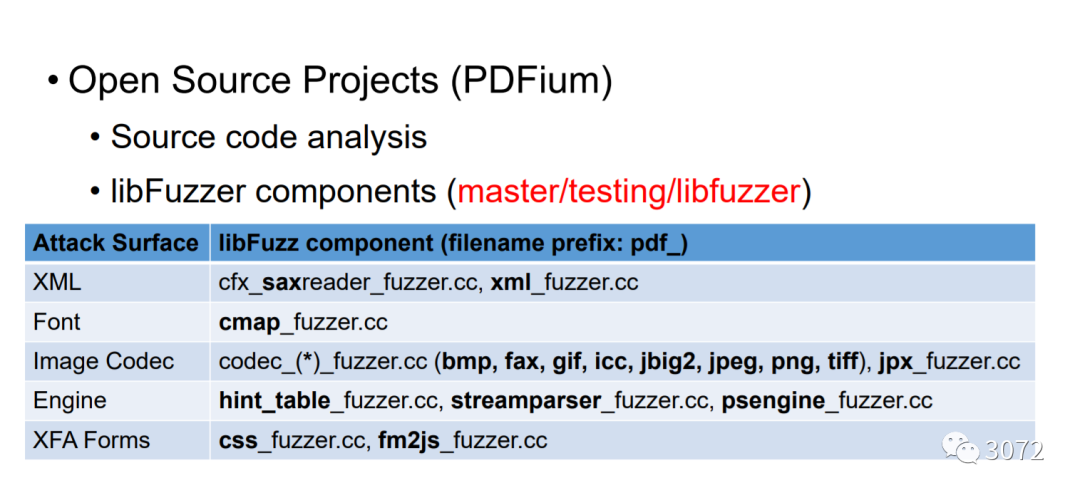 • Open Source Projects (PDFium)
• Source code analysis
• libFuzzer components (master/testing/libfuzzer)
Attack Surface libFuzz component (filename prefix: pdf_)
XML cfx_saxreader_fuzzer.cc, xml_fuzzer.cc
Font cmap_fuzzer.cc
Image Codec codec_(*)_fuzzer.cc (bmp, fax, gif, icc, jbig2, jpeg, png, tiff), jpx_fuzzer.cc
Engine hint_table_fuzzer.cc, streamparser_fuzzer.cc, psengine_fuzzer.cc
XFA Forms css_fuzzer.cc, fm2js_fuzzer.cc
3072